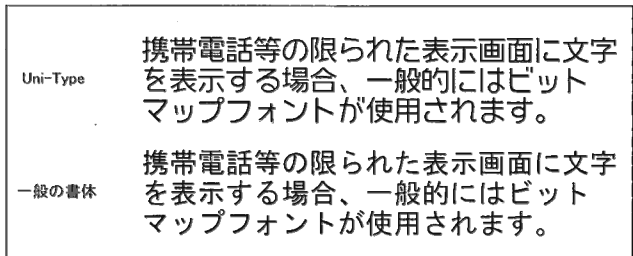 Uni-Type
携帯電話等の限られた表示画面に文字
を表示する場合、一般的にはビット
マップフォントが使用されます。
一般の書体
携帯電話等の限られた表示画面に文字
を表示する場合、一般的にはビット
マップフォントが使用されます。